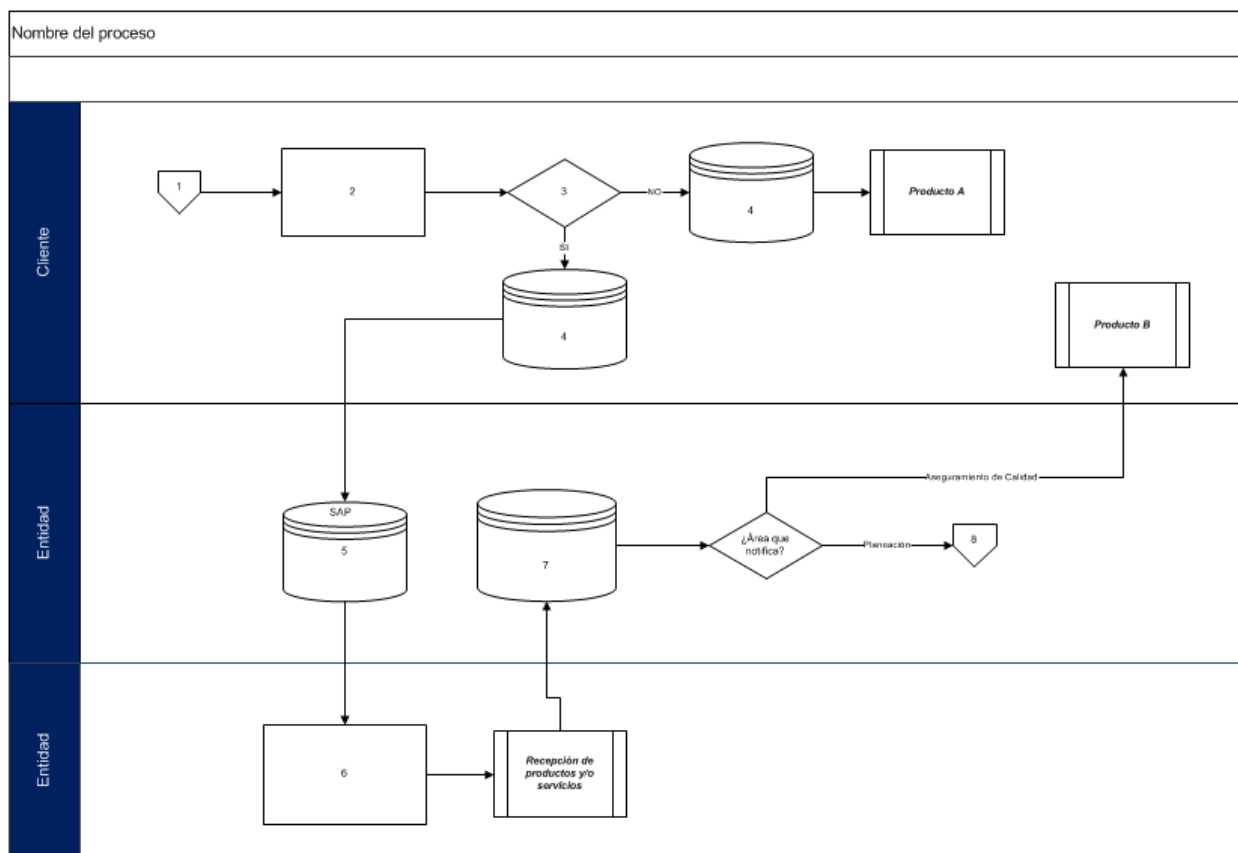 Nombre del proceso
Cliente
1
2
3
NO
4
Producto A
SI
4
Producto B
Entidad
SAP
5
7
¿Área que
notifica?
Aseguramiento de Calidad
Planeación
8
Entidad
6
Recepción de
productos y/o
servicios